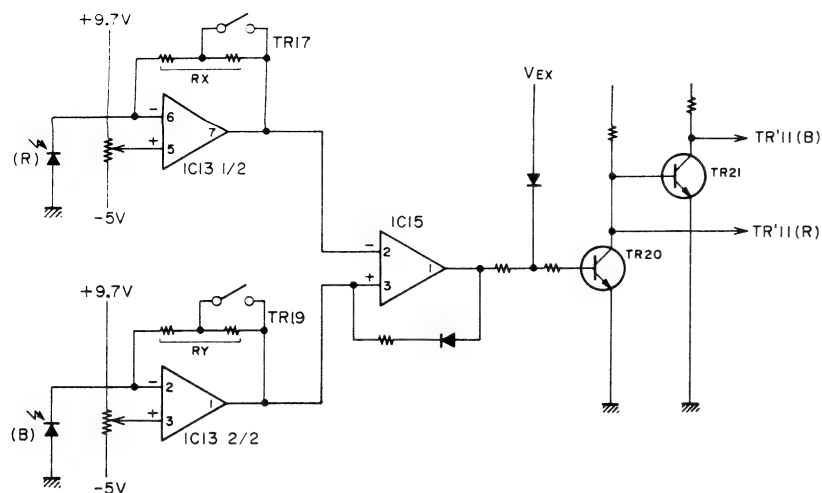 +9.7V
TR17
RX
−
6
7
+
5
(R)
IC13 1/2
−5V
VEX
TR'11(B)
TR21
TR'11(R)
TR20
IC15
−
2
1
+
3
+9.7V
TR19
RY
−
2
1
+
3
(B)
IC13 2/2
−5V